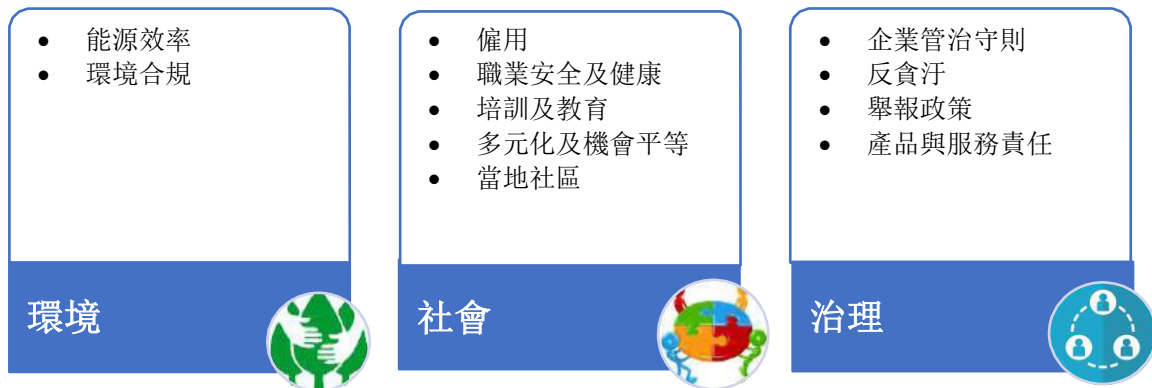 • 能源效率
• 環境合規
環境
• 僱用
• 職業安全及健康
• 培訓及教育
• 多元化及機會平等
• 當地社區
社會
• 企業管治守則
• 反貪汙
• 舉報政策
• 產品與服務責任
治理